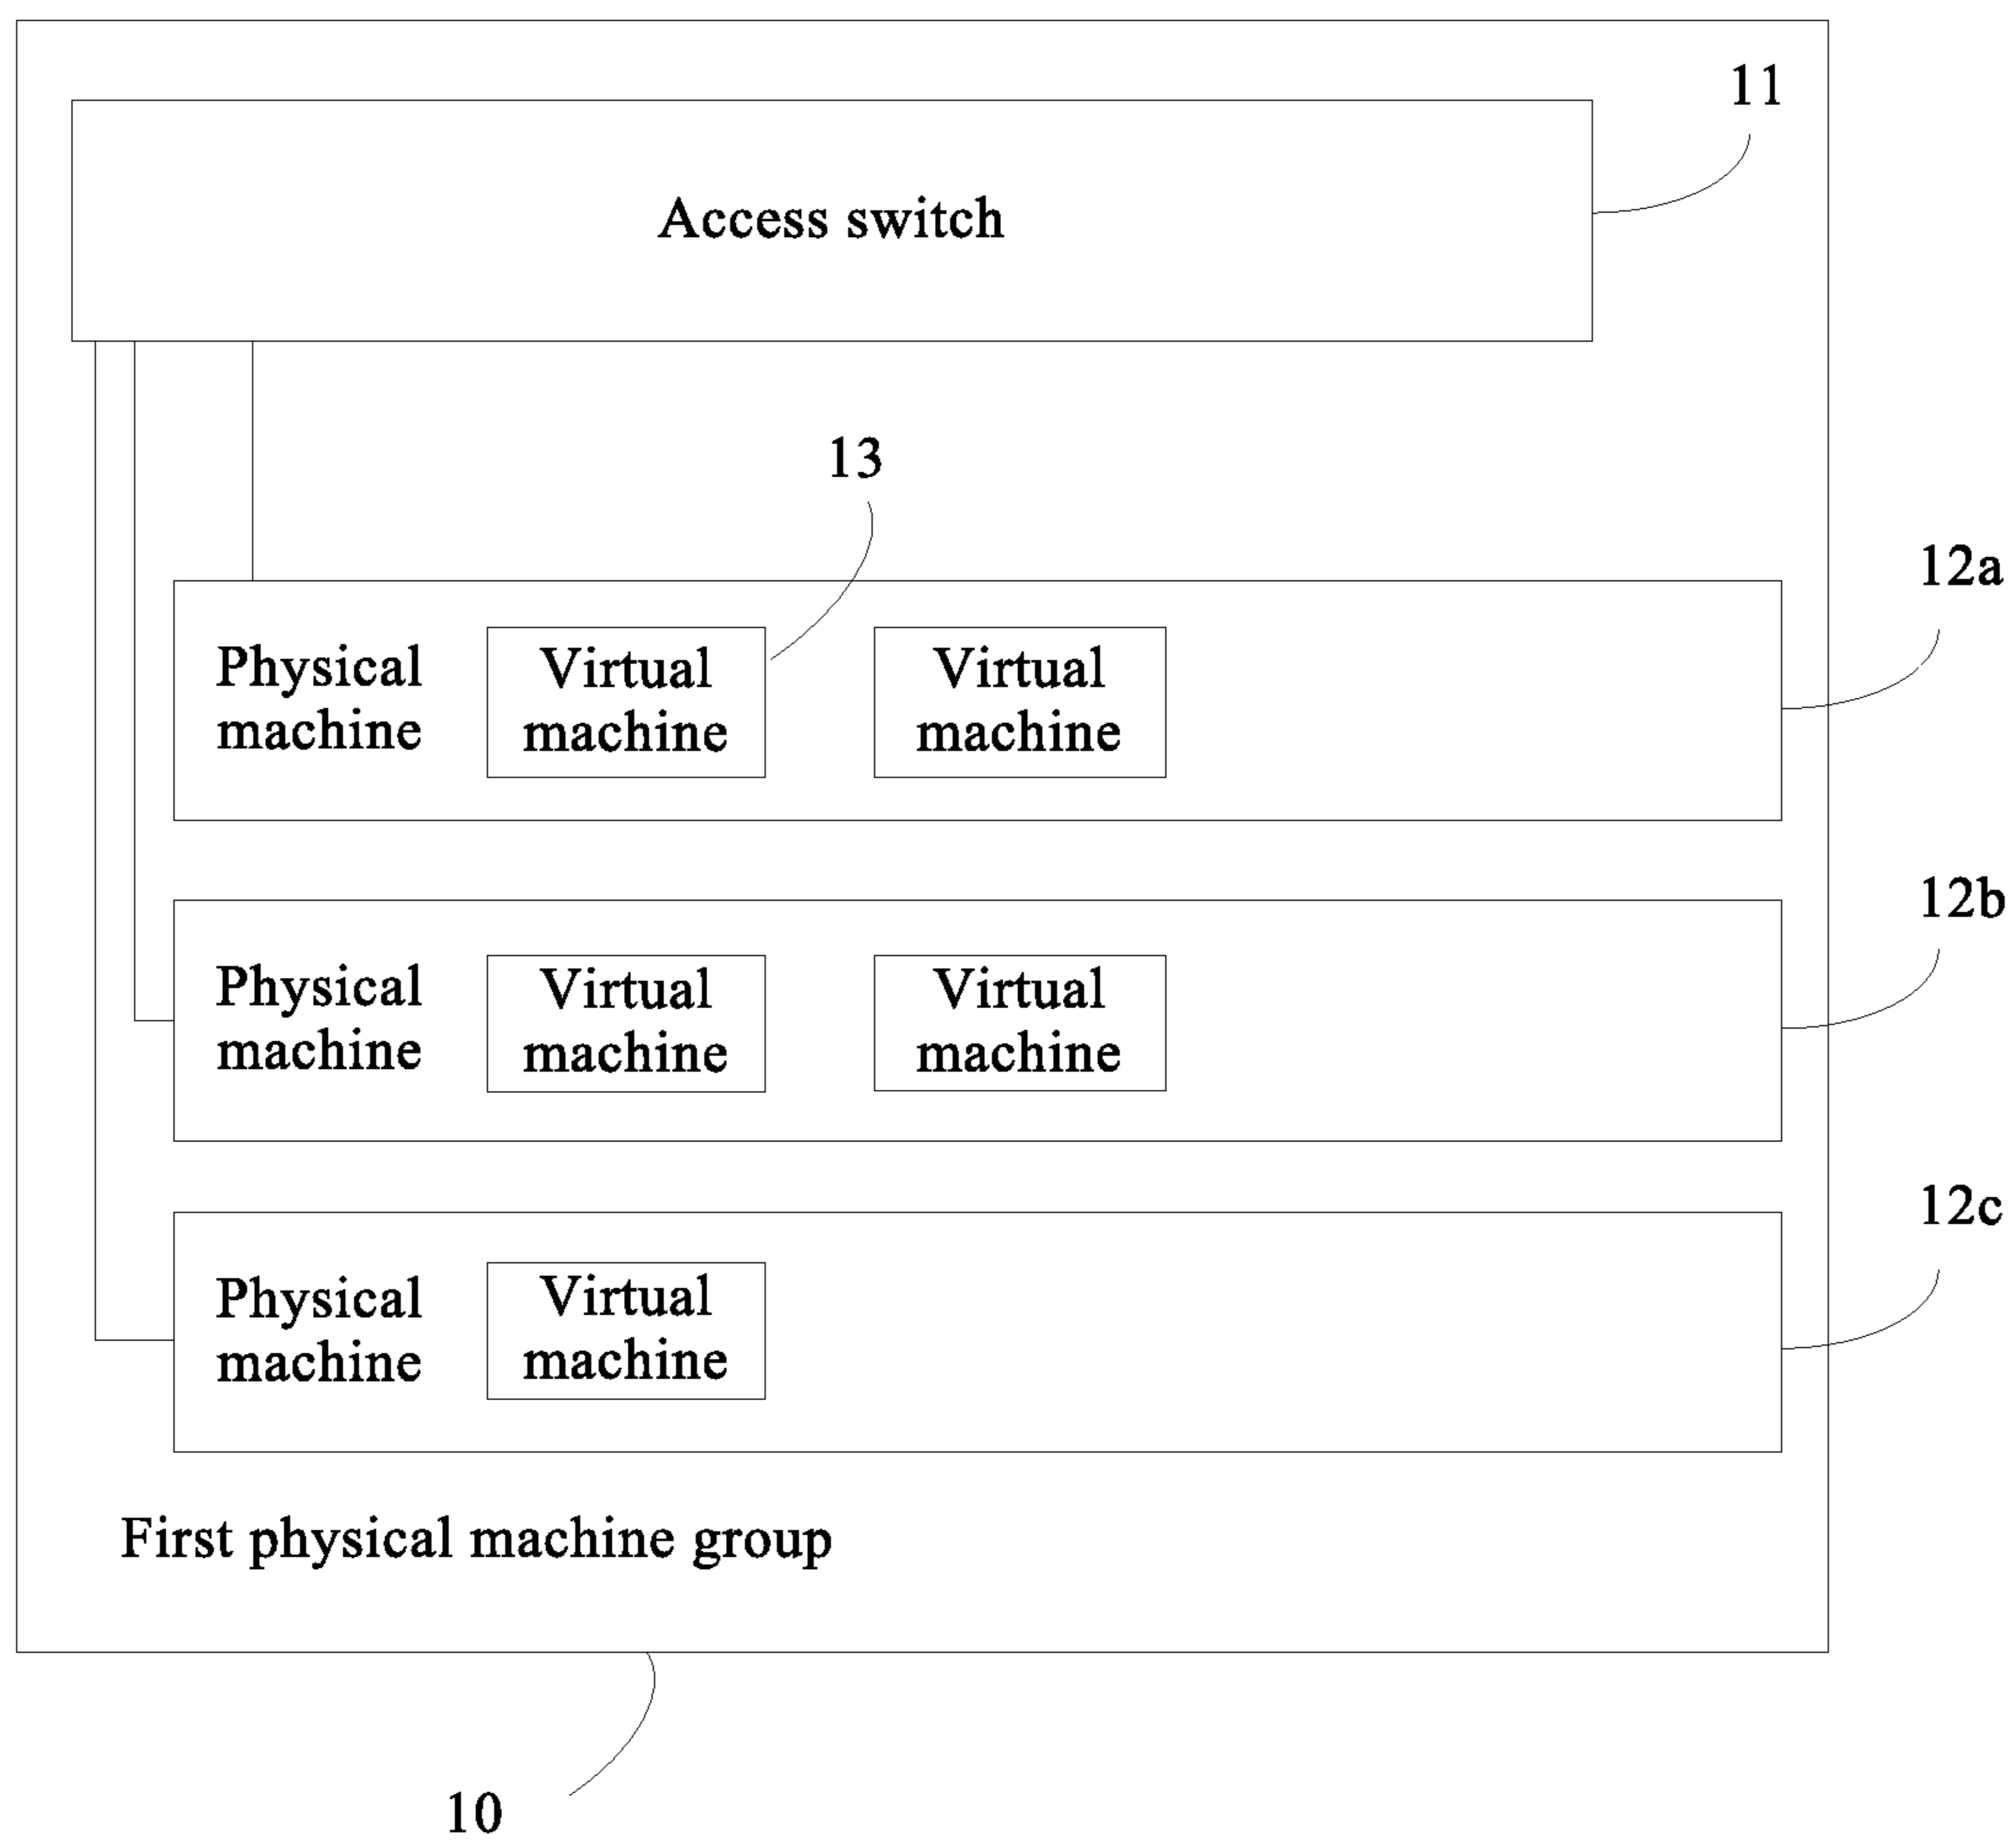 11
Access switch
13
12a
Physical
machine
Virtual
machine
Virtual
machine
12b
Physical
machine
Virtual
machine
Virtual
machine
12c
Physical
machine
Virtual
machine
First physical machine group
10